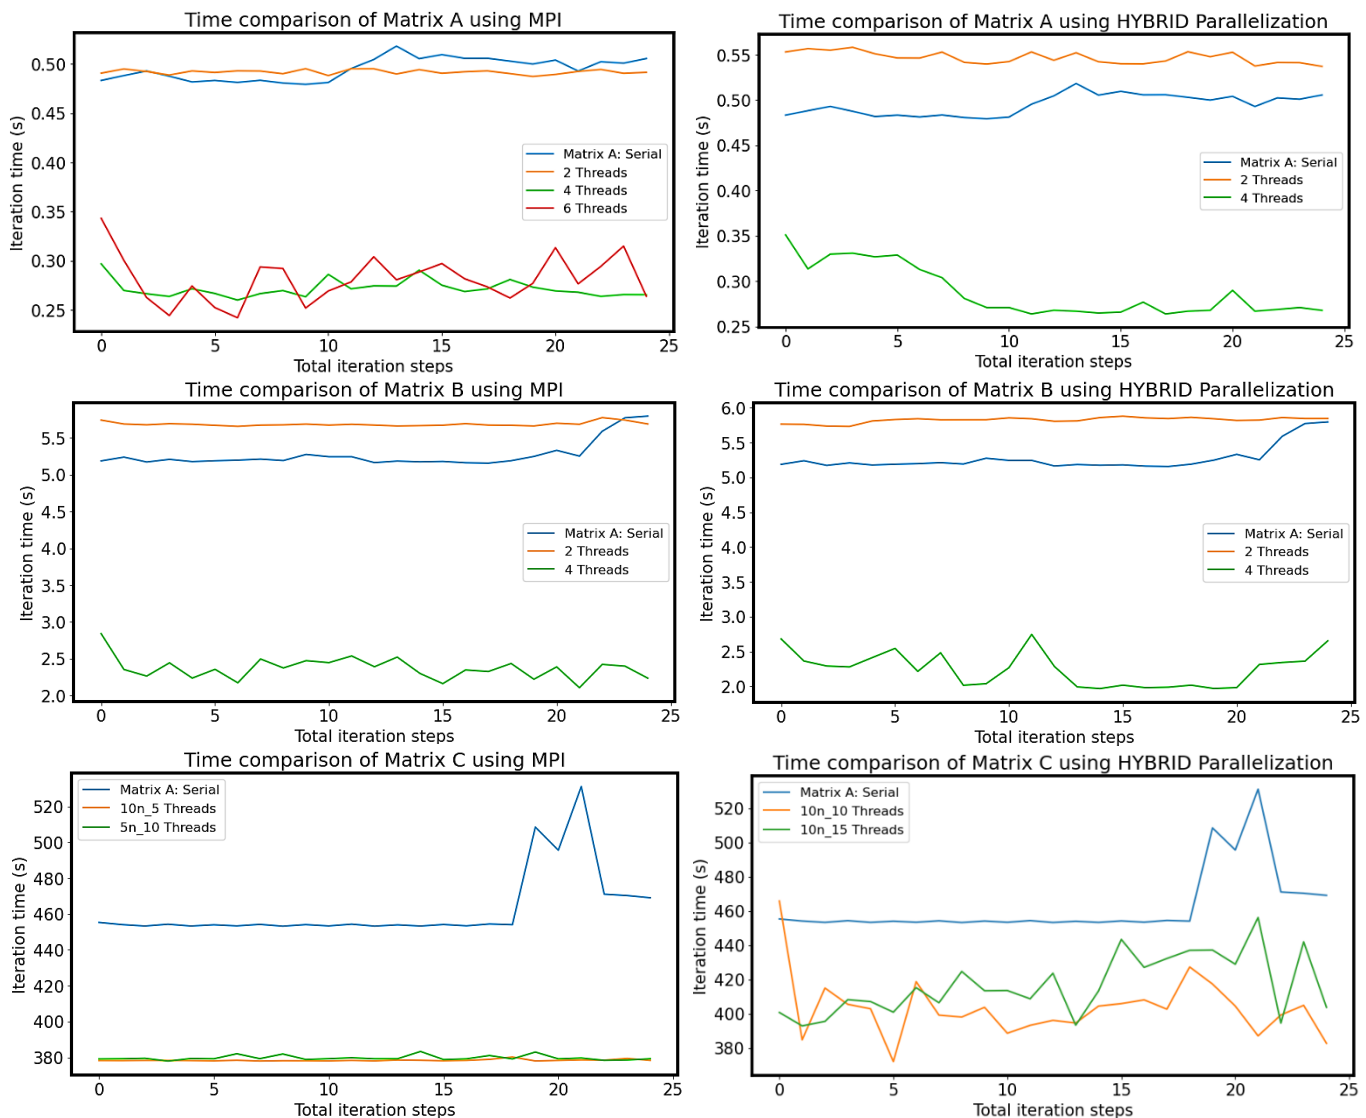 Time comparison of Matrix A using MPI
Iteration time (s)
0.50
0.45
0.40
0.35
0.30
0.25
Matrix A: Serial
2 Threads
4 Threads
6 Threads
0 5 10 15 20 25
Total iteration steps
Time comparison of Matrix A using HYBRID Parallelization
Iteration time (s)
0.55
0.50
0.45
0.40
0.35
0.30
0.25
Matrix A: Serial
2 Threads
4 Threads
0 5 10 15 20 25
Total iteration steps
Time comparison of Matrix B using MPI
Iteration time (s)
5.5
5.0
4.5
4.0
3.5
3.0
2.5
2.0
Matrix A: Serial
2 Threads
4 Threads
0 5 10 15 20 25
Total iteration steps
Time comparison of Matrix B using HYBRID Parallelization
Iteration time (s)
6.0
5.5
5.0
4.5
4.0
3.5
3.0
2.5
2.0
Matrix A: Serial
2 Threads
4 Threads
0 5 10 15 20 25
Total iteration steps
Time comparison of Matrix C using MPI
Iteration time (s)
520
500
480
460
440
420
400
380
Matrix A: Serial
10n_5 Threads
5n_10 Threads
0 5 10 15 20 25
Total iteration steps
Time comparison of Matrix C using HYBRID Parallelization
Iteration time (s)
520
500
480
460
440
420
400
380
Matrix A: Serial
10n_10 Threads
10n_15 Threads
0 5 10 15 20 25
Total iteration steps